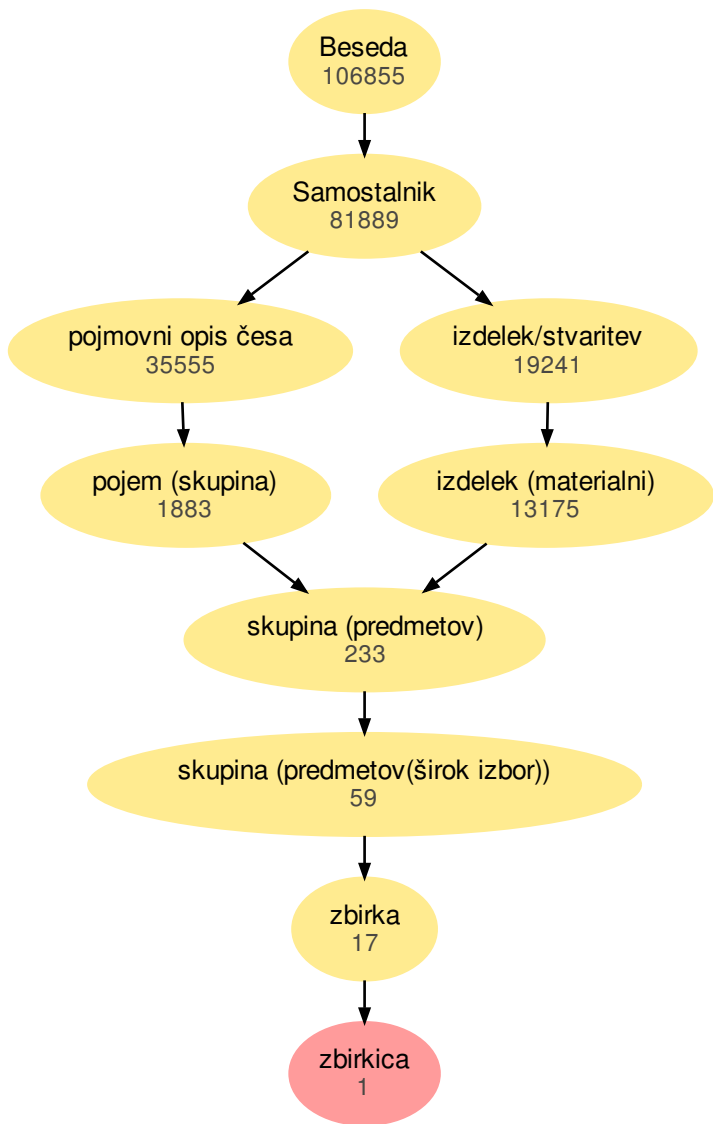 Beseda
106855
Samostalnik
81889
pojmovni opis česa
35555
izdelek/stvaritev
19241
pojem (skupina)
1883
izdelek (materialni)
13175
skupina (predmetov)
233
skupina (predmetov(širok izbor))
59
zbirka
17
zbirkica
1